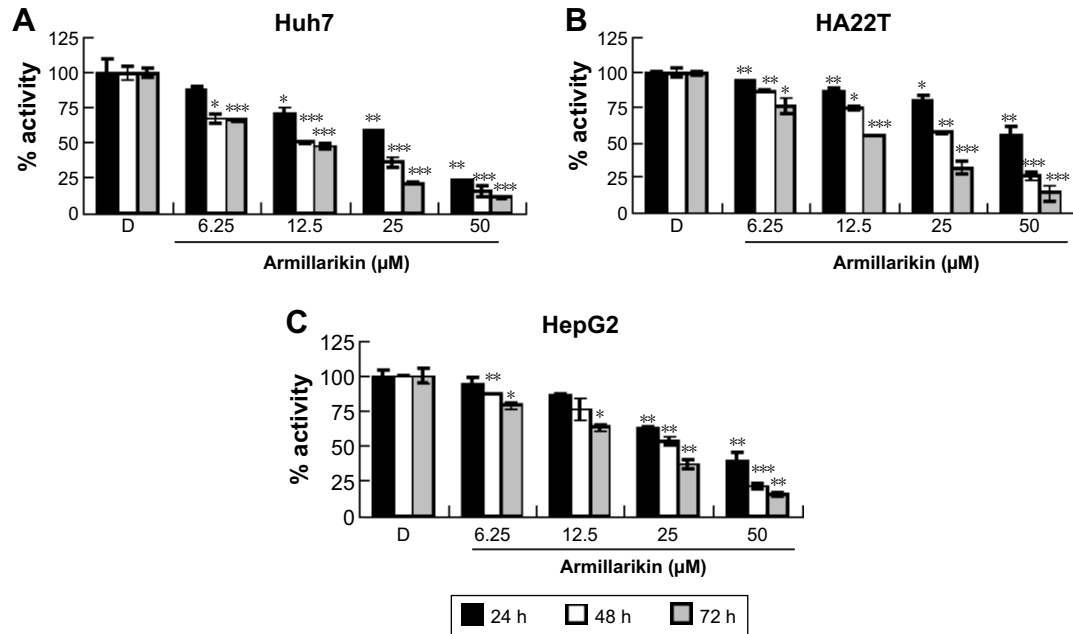 A
Huh7
% activity
125
100
75
50
25
0
* ***
* *** ***
** *** ***
** *** ***
D 6.25 12.5 25 50
Armillarikin (µM)
B
HA22T
% activity
125
100
75
50
25
0
** ** *
** * ***
* ** ***
** *** ***
D 6.25 12.5 25 50
Armillarikin (µM)
C
HepG2
% activity
125
100
75
50
25
0
** *
*
** ** **
** *** **
D 6.25 12.5 25 50
Armillarikin (µM)
24 h 48 h 72 h